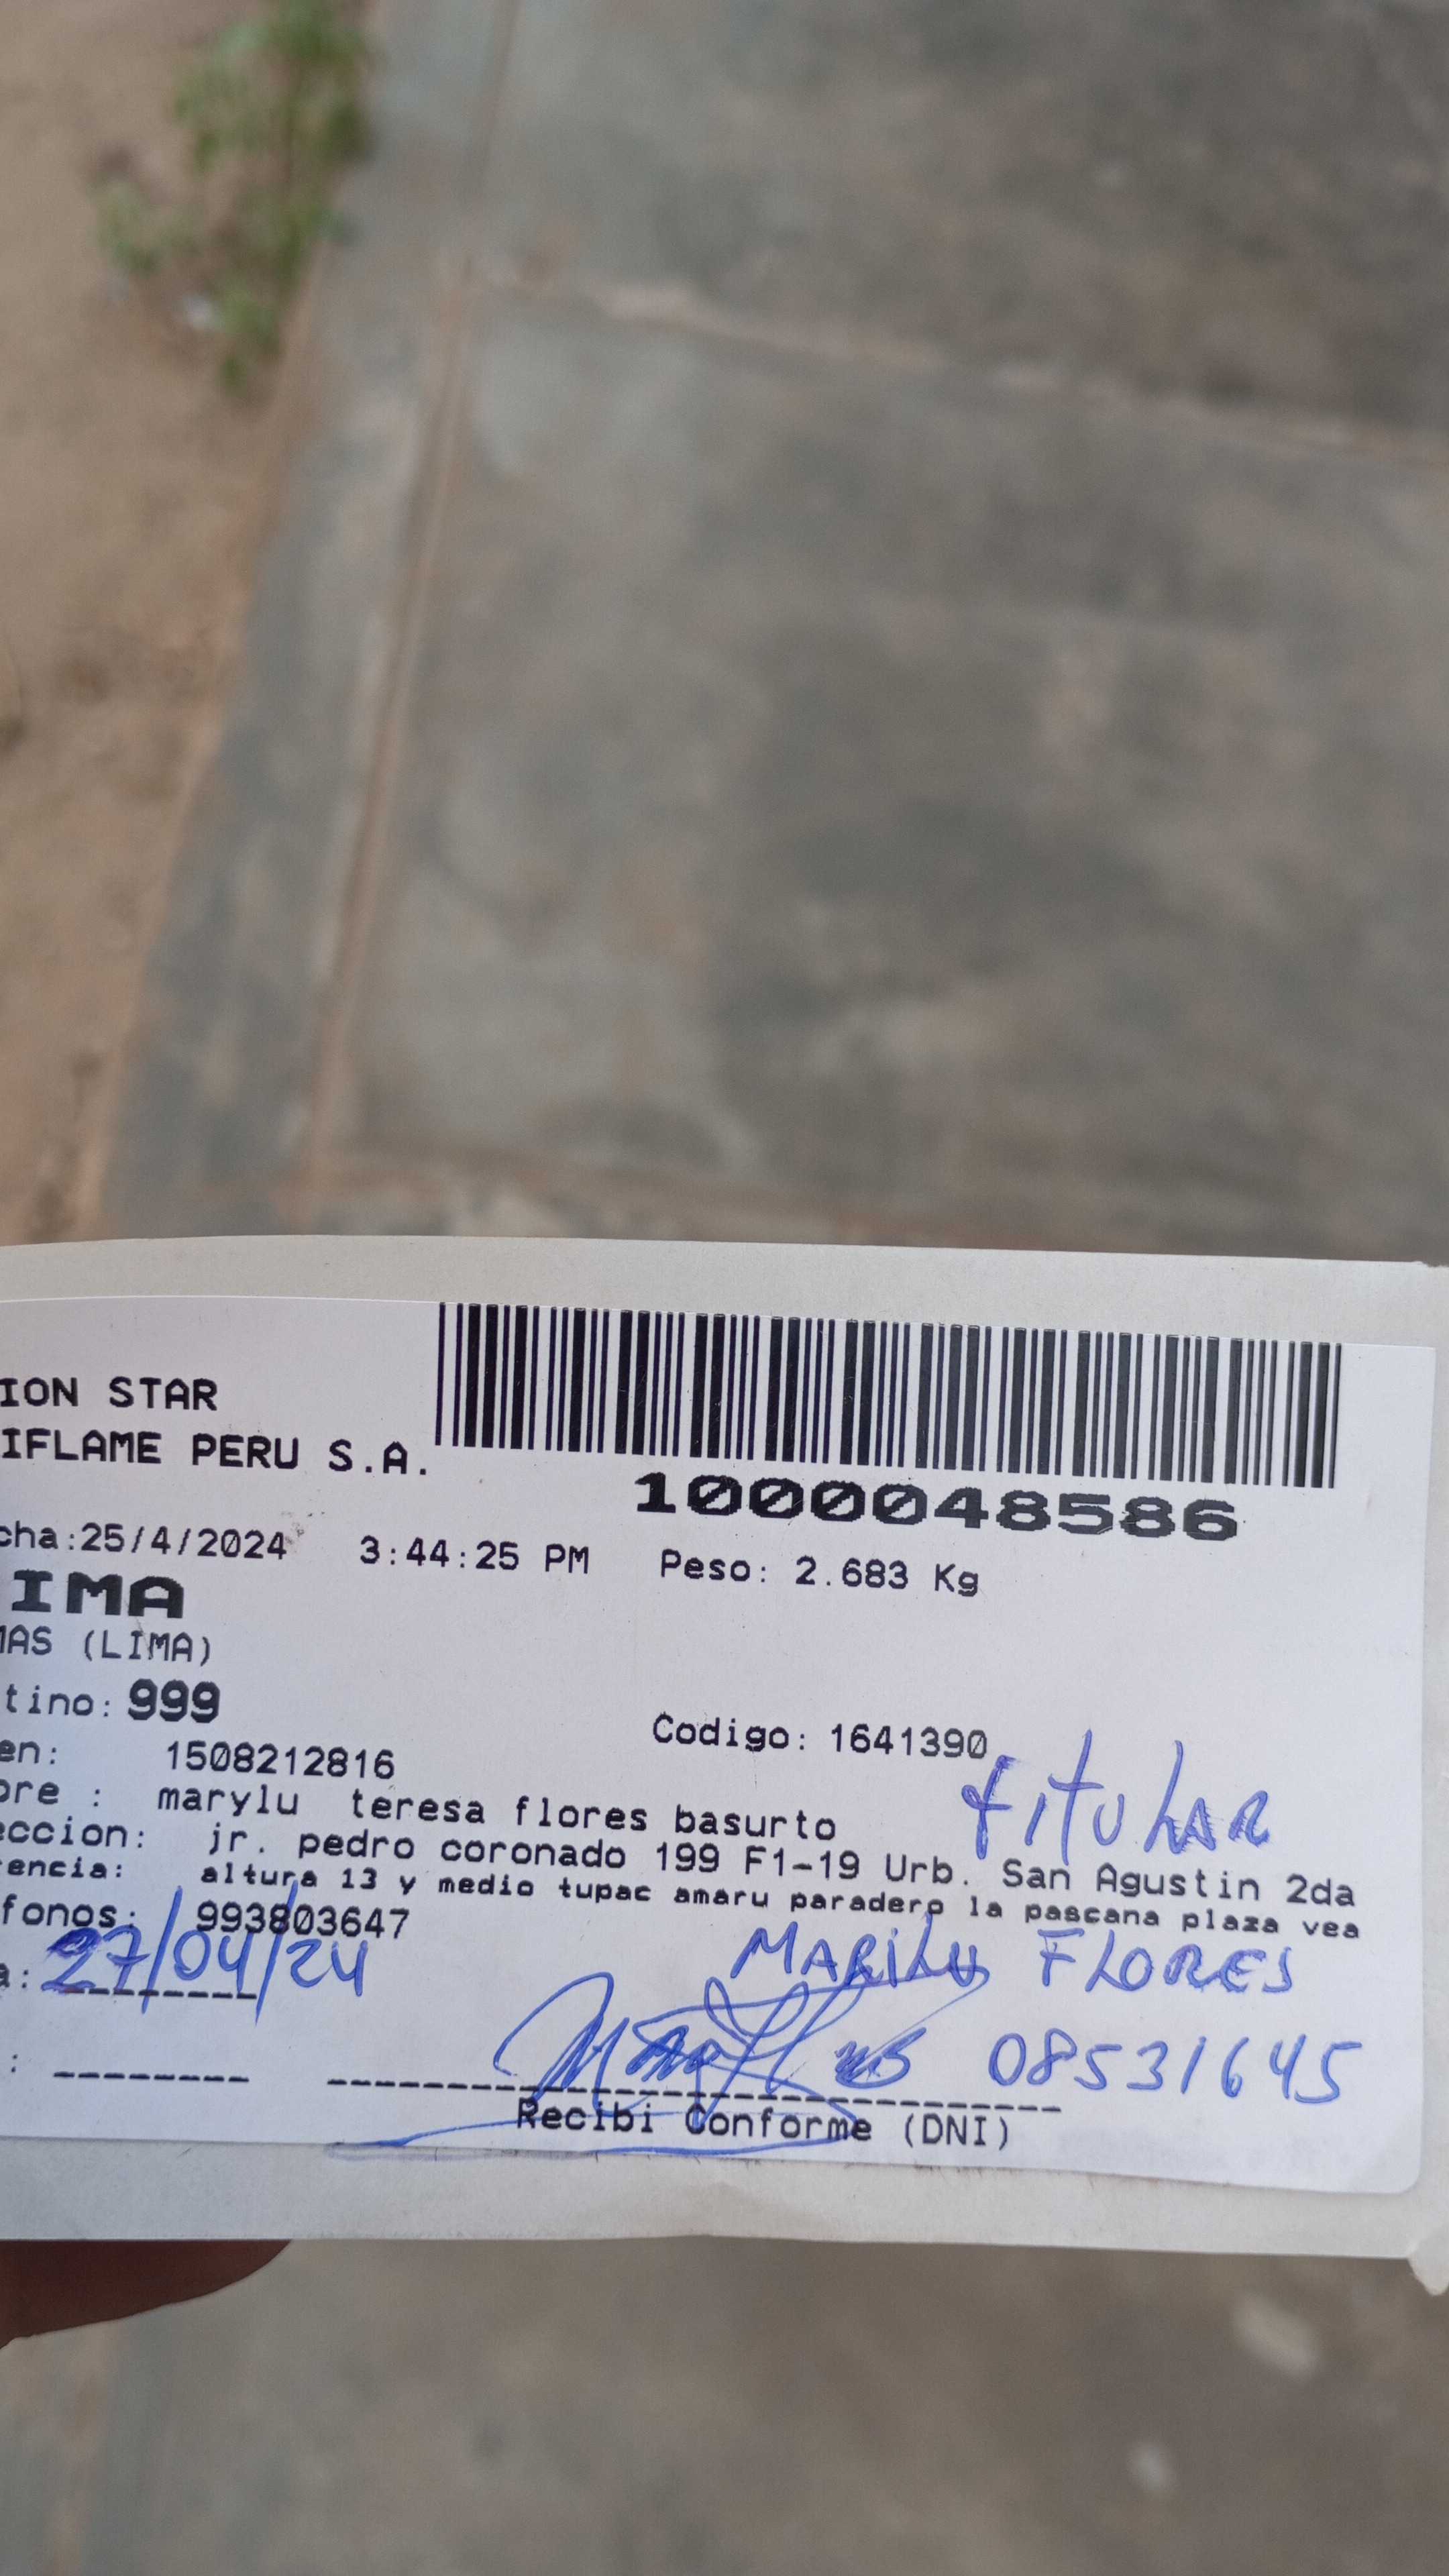 ION STAR
IFLAME PERU S.A.
1000048586
cha:25/4/2024 3:44:25 PM Peso: 2.683 Kg
IMA
MAS (LIMA)
tino: 999
Codigo: 1641390
en: 1508212816
titular
bre : marylu teresa flores basurto
eccion: jr. pedro coronado 199 F1-19 Urb. San Agustin 2da
encia: altura 13 y medio tupac amaru paradero la pascana plaza vea
fonos: 993803647
a: 27/04/24
MARILU FLORES
08531645
Recibi Conforme (DNI)